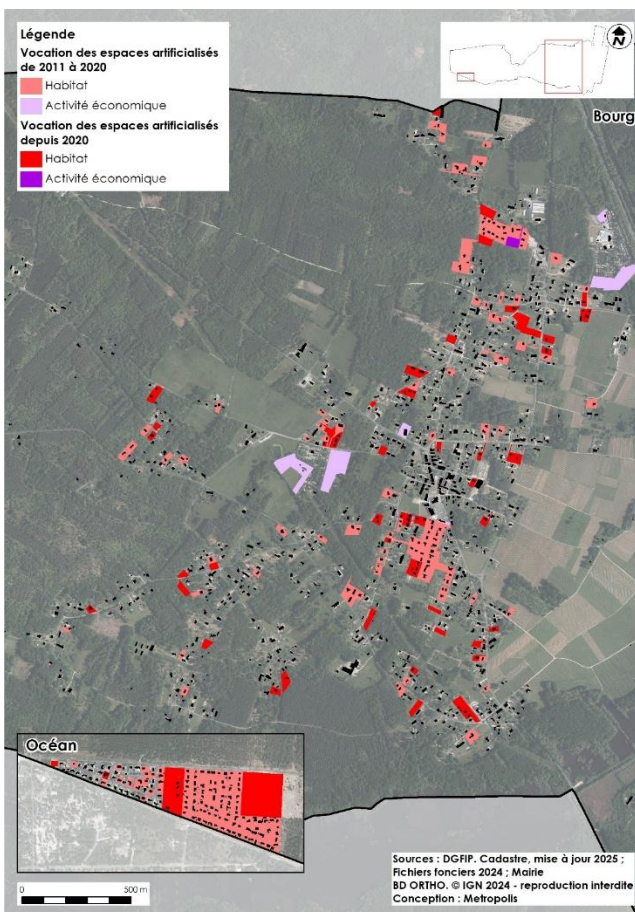 Légende
Vocation des espaces artificialisés
de 2011 à 2020
Habitat
Activité économique
Vocation des espaces artificialisés
depuis 2020
Habitat
Activité économique
N
Bourg
Océan
0 500 m
Sources : DGFIP. Cadastre, mise à jour 2025 ;
Fichiers fonciers 2024 ; Mairie
BD ORTHO. © IGN 2024 - reproduction interdite
Conception : Metropolis